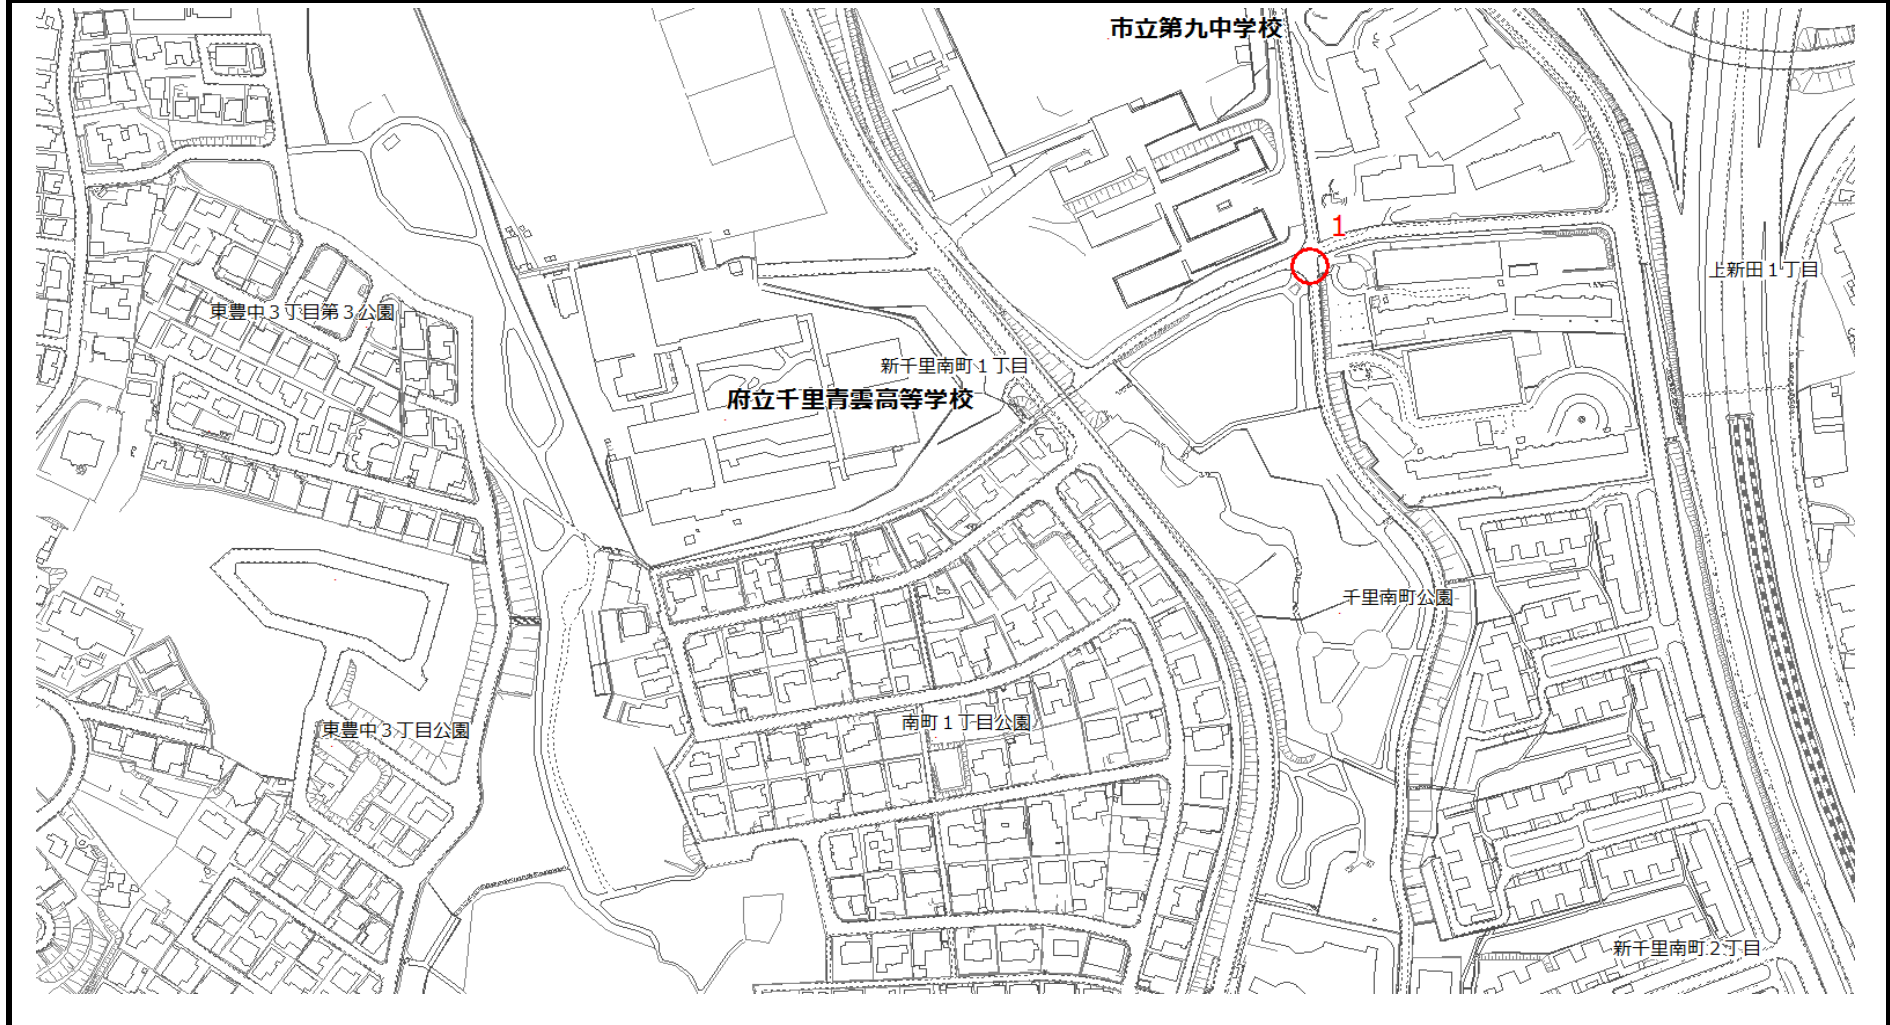 市立第九中学校
1
上新田１丁目
東豊中３丁目第３公園
新千里南町１丁目
府立千里青雲高等学校
千里南町公園
南町１丁目公園
東豊中３丁目公園
新千里南町２丁目